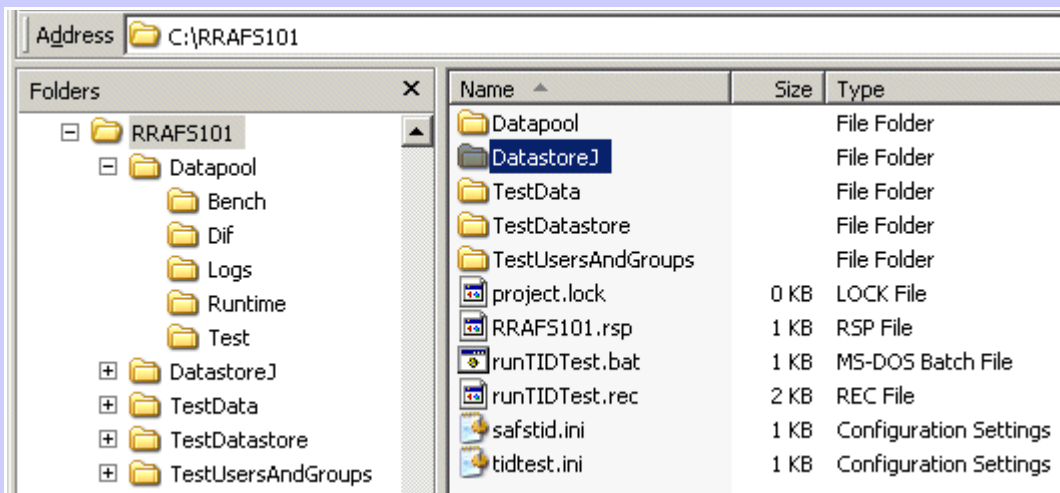 Address C:\RRAFS101
Folders
RRAFS101
Datapool
Bench
Dif
Logs
Runtime
Test
DatastoreJ
TestData
TestDatastore
TestUsersAndGroups
Name Size Type
Datapool File Folder
DatastoreJ File Folder
TestData File Folder
TestDatastore File Folder
TestUsersAndGroups File Folder
project.lock 0 KB LOCK File
RRAFS101.rsp 1 KB RSP File
runTIDTest.bat 1 KB MS-DOS Batch File
runTIDTest.rec 2 KB REC File
safstid.ini 1 KB Configuration Settings
tidtest.ini 1 KB Configuration Settings